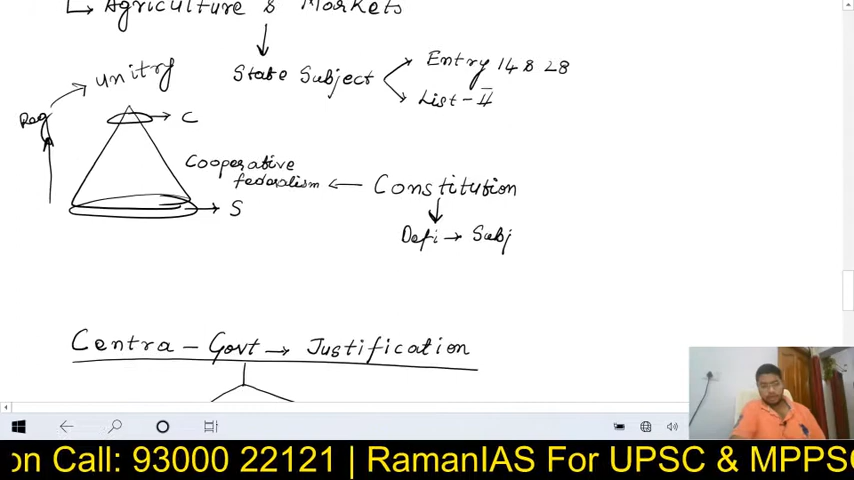 ↳ Agriculture & Markets
unitry
State Subject
Entry 14 & 28
List - II
Reg
C
Cooperative
federalism ← Constitution
S
Defi → Subj
Centra - Govt → Justification
on Call: 93000 22121 | RamanIAS For UPSC & MPPSC